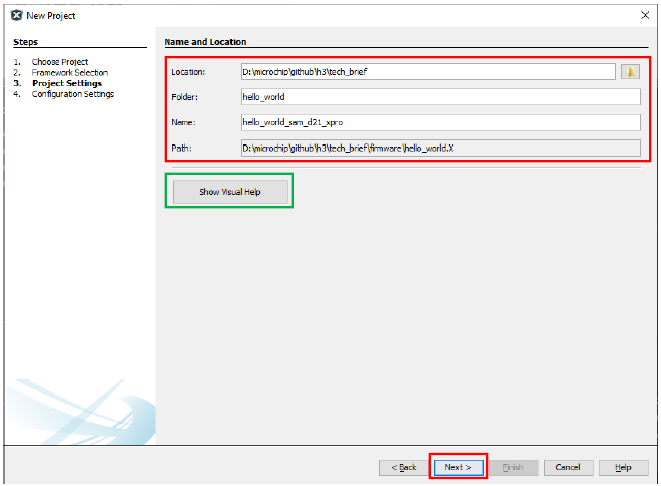 New Project
Steps
1. Choose Project
2. Framework Selection
3. Project Settings
4. Configuration Settings
Name and Location
Location: D:\microchip\github\h3\tech_brief
Folder: hello_world
Name: hello_world_sam_d21_xpro
Path: D:\microchip\github\h3\tech_brief\firmware\hello_world.X
Show Visual Help
< Back Next > Finish Cancel Help